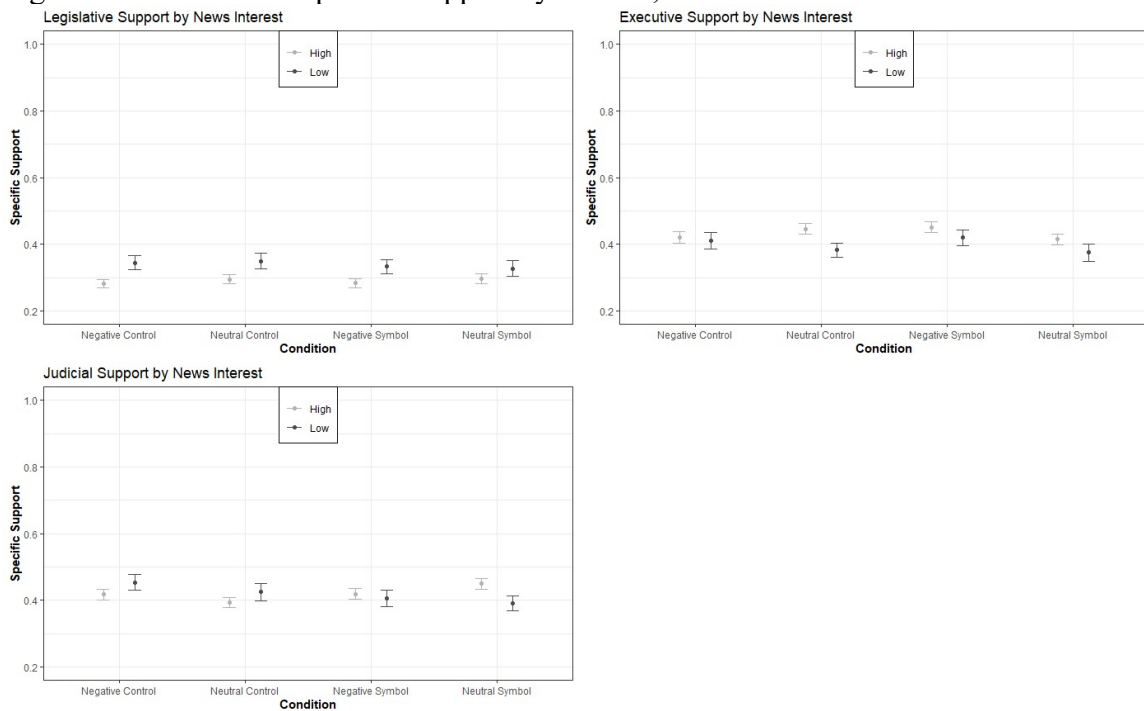 Legislative Support by News Interest
High
Low
1.0
0.8
0.6
0.4
0.2
Specific Support
Negative Control
Neutral Control
Negative Symbol
Neutral Symbol
Condition
Executive Support by News Interest
High
Low
1.0
0.8
0.6
0.4
0.2
Specific Support
Negative Control
Neutral Control
Negative Symbol
Neutral Symbol
Condition
Judicial Support by News Interest
High
Low
1.0
0.8
0.6
0.4
0.2
Specific Support
Negative Control
Neutral Control
Negative Symbol
Neutral Symbol
Condition